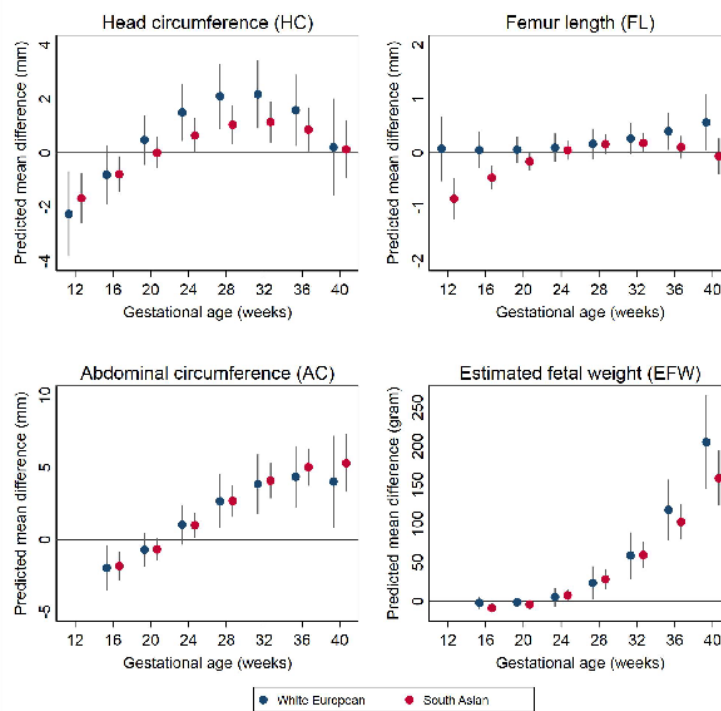 Head circumference (HC)
Predicted mean difference (mm)
4
2
0
-2
-4
12 16 20 24 28 32 36 40
Gestational age (weeks)
Femur length (FL)
Predicted mean difference (mm)
2
1
0
-1
-2
12 16 20 24 28 32 36 40
Gestational age (weeks)
Abdominal circumference (AC)
Predicted mean difference (mm)
10
5
0
-5
12 16 20 24 28 32 36 40
Gestational age (weeks)
Estimated fetal weight (EFW)
Predicted mean difference (gram)
250
200
150
100
50
0
12 16 20 24 28 32 36 40
Gestational age (weeks)
White European South Asian